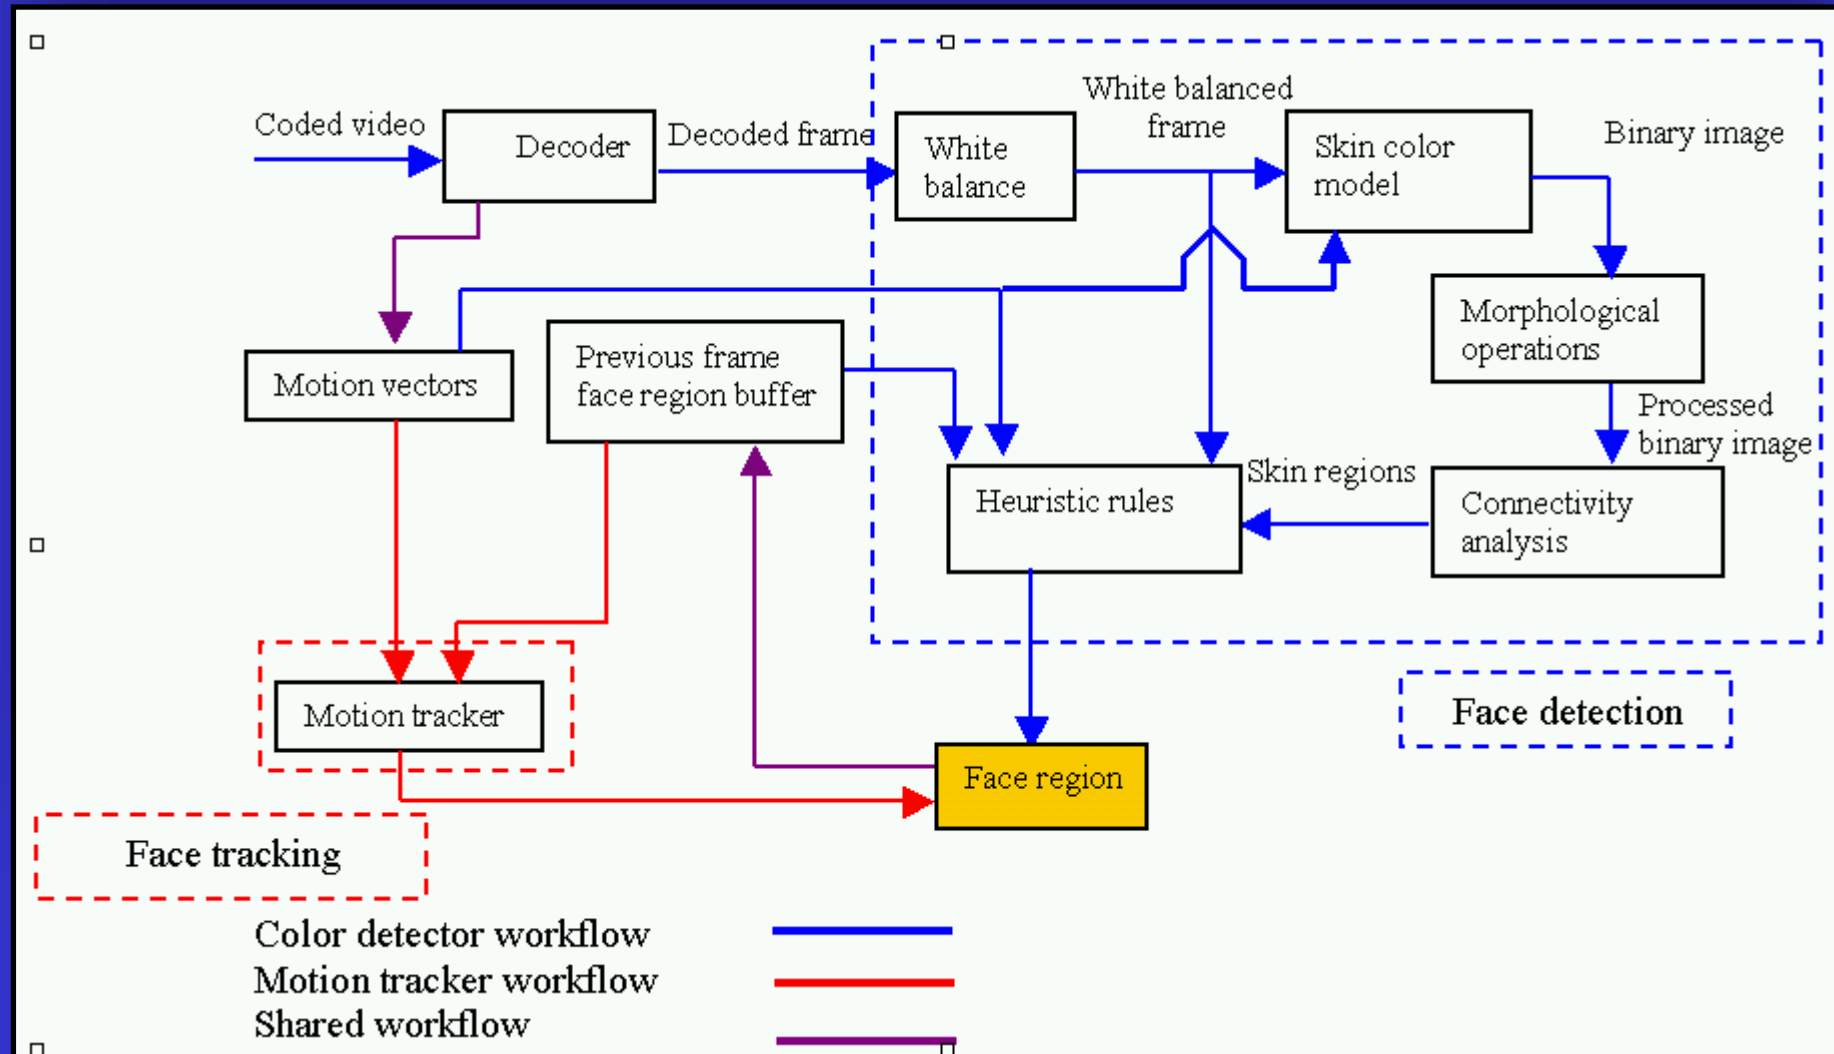 Coded video
Decoder
Decoded frame
White
balance
White balanced
frame
Skin color
model
Binary image
Morphological
operations
Processed
binary image
Motion vectors
Previous frame
face region buffer
Heuristic rules
Skin regions
Connectivity
analysis
Motion tracker
Face region
Face detection
Face tracking
Color detector workflow
Motion tracker workflow
Shared workflow